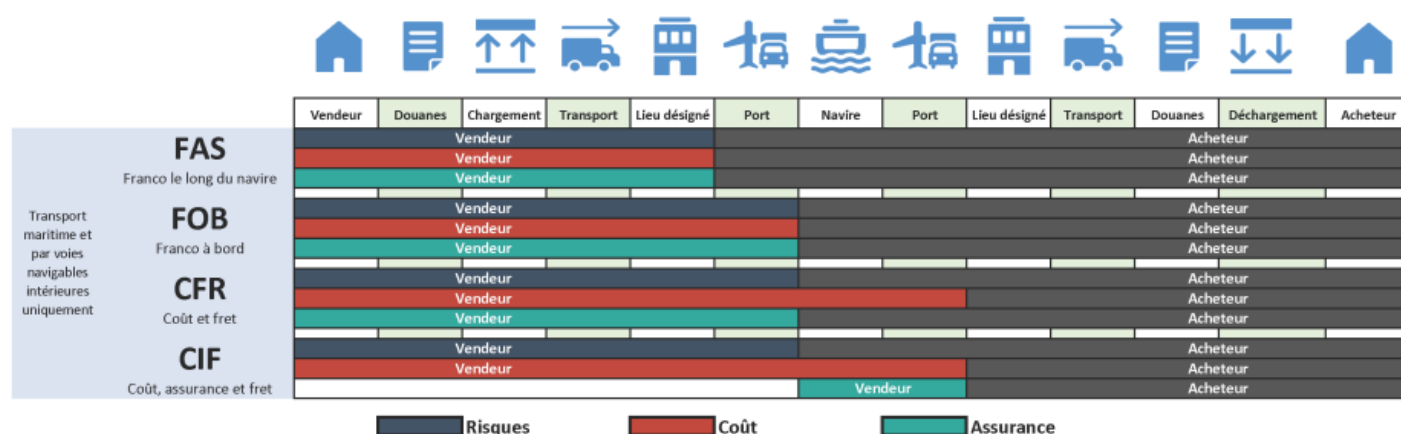 Vendeur Douanes Chargement Transport Lieu désigné Port Navire Port Lieu désigné Transport Douanes Déchargement Acheteur
Transport
maritime et
par voies
navigables
intérieures
uniquement
FAS
Franco le long du navire
Vendeur Acheteur
Vendeur Acheteur
Vendeur Acheteur
FOB
Franco à bord
Vendeur Acheteur
Vendeur Acheteur
Vendeur Acheteur
CFR
Coût et fret
Vendeur Acheteur
Vendeur Acheteur
Vendeur Acheteur
CIF
Coût, assurance et fret
Vendeur Acheteur
Vendeur Acheteur
Vendeur Acheteur
Risques Coût Assurance